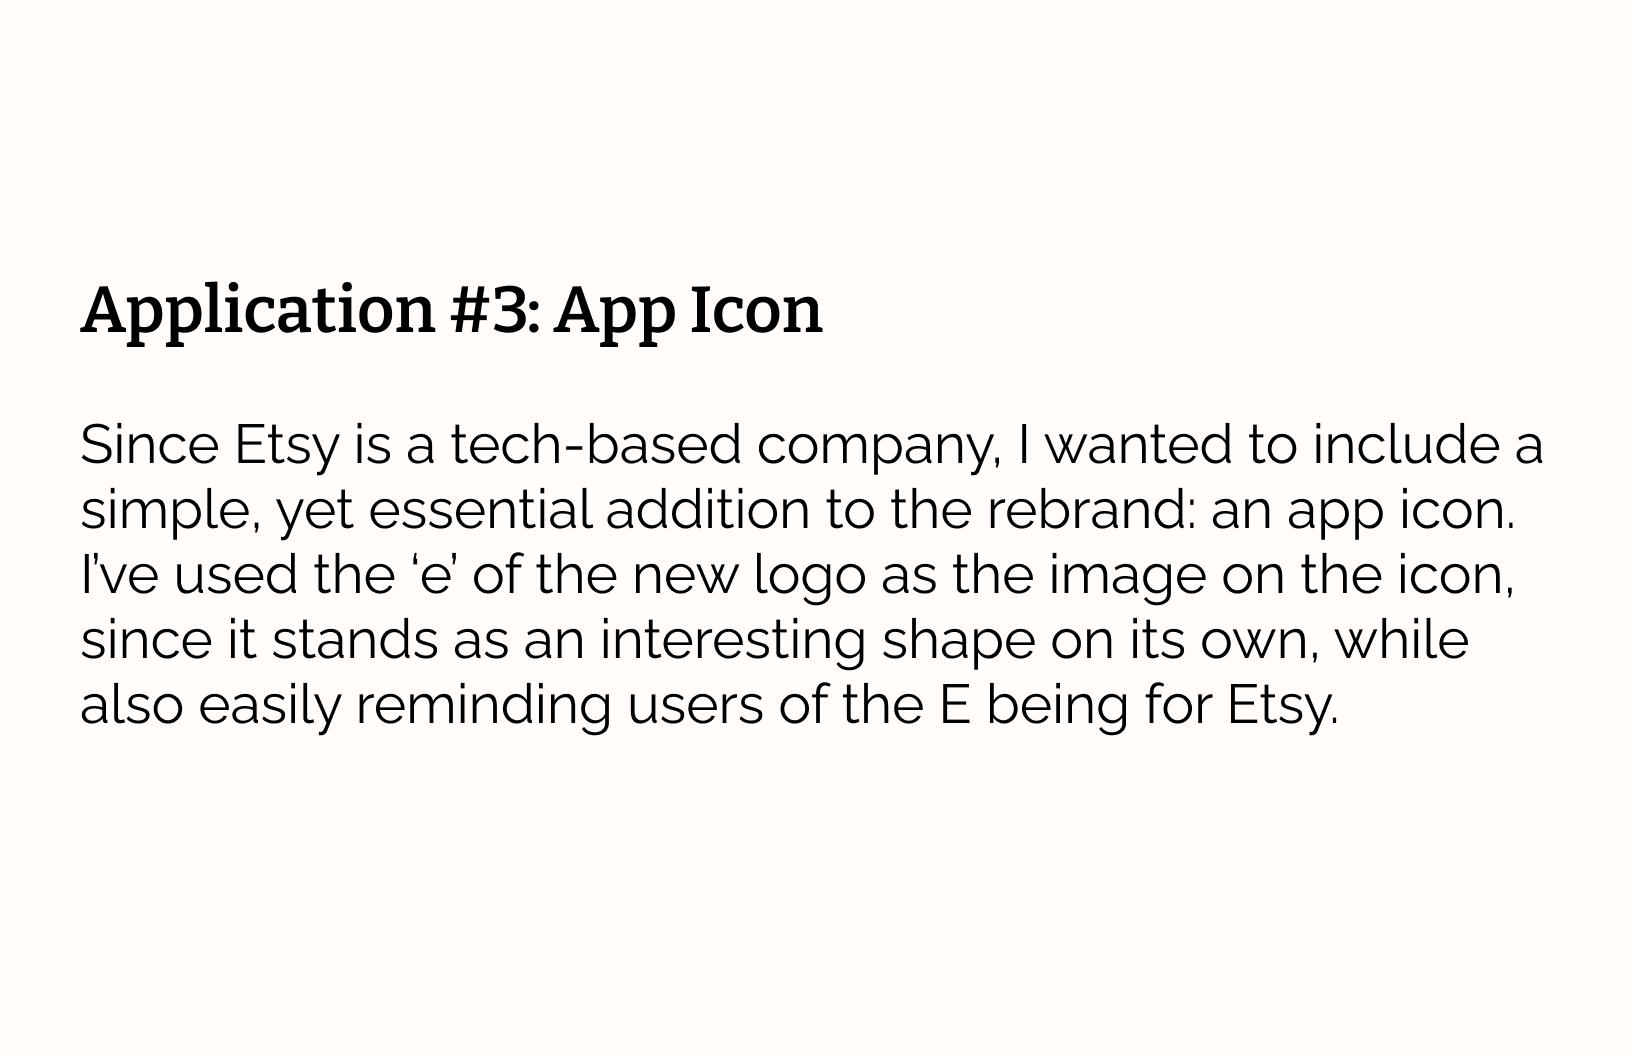 Application #3: App Icon
Since Etsy is a tech-based company, I wanted to include a
simple, yet essential addition to the rebrand: an app icon.
I’ve used the ‘e’ of the new logo as the image on the icon,
since it stands as an interesting shape on its own, while
also easily reminding users of the E being for Etsy.